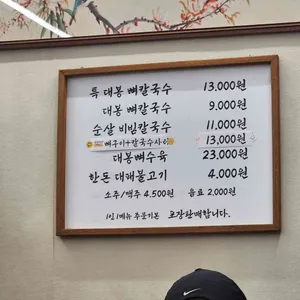 특 대봉 뼈칼국수 13,000원
대봉 뼈칼국수 9,000원
순살 비빔칼국수 11,000원
뼈구이+칼국수사리 13,000원
대봉뼈수육 23,000원
한돈 대패불고기 4,000원
소주/맥주 4.500원 음료 2,000원
1인1메뉴 주문기본 포장판매합니다.